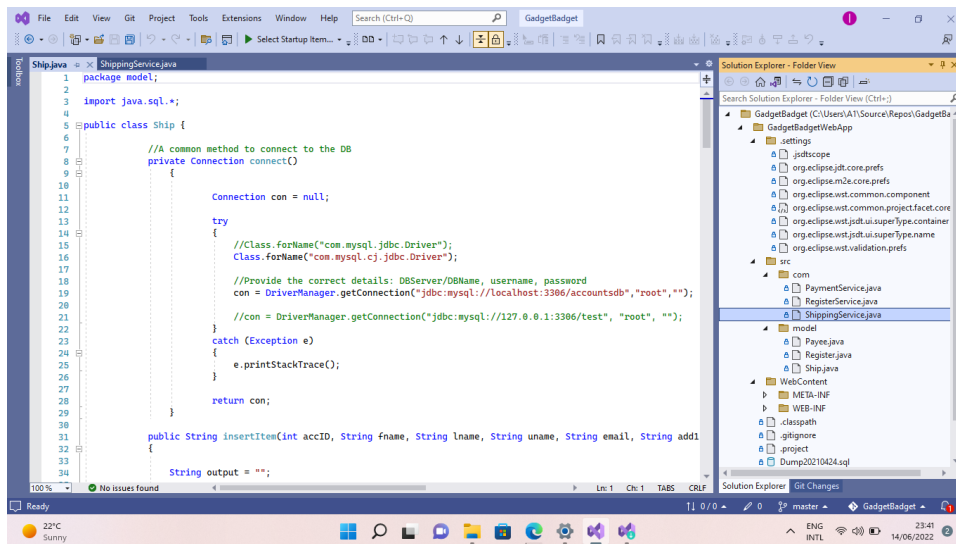 File Edit View Git Project Tools Extensions Window Help Search (Ctrl+Q) GadgetBadget
Select Startup Item...
Toolbox
Ship.java ShippingService.java
1 package model;
2
3 import java.sql.*;
4
5 public class Ship {
6
7 //A common method to connect to the DB
8 private Connection connect()
9 {
10
11 Connection con = null;
12
13 try
14 {
15 //Class.forName("com.mysql.jdbc.Driver");
16 Class.forName("com.mysql.cj.jdbc.Driver");
17
18 //Provide the correct details: DBServer/DBName, username, password
19 con = DriverManager.getConnection("jdbc:mysql://localhost:3306/accountsdb","root","");
20
21 //con = DriverManager.getConnection("jdbc:mysql://127.0.0.1:3306/test", "root", "");
22 }
23 catch (Exception e)
24 {
25 e.printStackTrace();
26 }
27
28 return con;
29 }
30
31 public String insertItem(int accID, String fname, String lname, String uname, String email, String add1
32 {
33
34 String output = "";
100 % No issues found Ln: 1 Ch: 1 TABS CRLF
Solution Explorer - Folder View
Search Solution Explorer - Folder View (Ctrl+;)
GadgetBadget (C:\Users\A1\Source\Repos\GadgetBa
GadgetBadgetWebApp
.settings
.jsdtscope
org.eclipse.jdt.core.prefs
org.eclipse.m2e.core.prefs
org.eclipse.wst.common.component
org.eclipse.wst.common.project.facet.core
org.eclipse.wst.jsdt.ui.superType.container
org.eclipse.wst.jsdt.ui.superType.name
org.eclipse.wst.validation.prefs
src
com
PaymentService.java
RegisterService.java
ShippingService.java
model
Payee.java
Register.java
Ship.java
WebContent
META-INF
WEB-INF
.classpath
.gitignore
.project
Dump20210424.sql
Solution Explorer Git Changes
Ready 0 / 0 0 master GadgetBadget 1
22°C
Sunny
ENG
INTL
23:41
14/06/2022
2